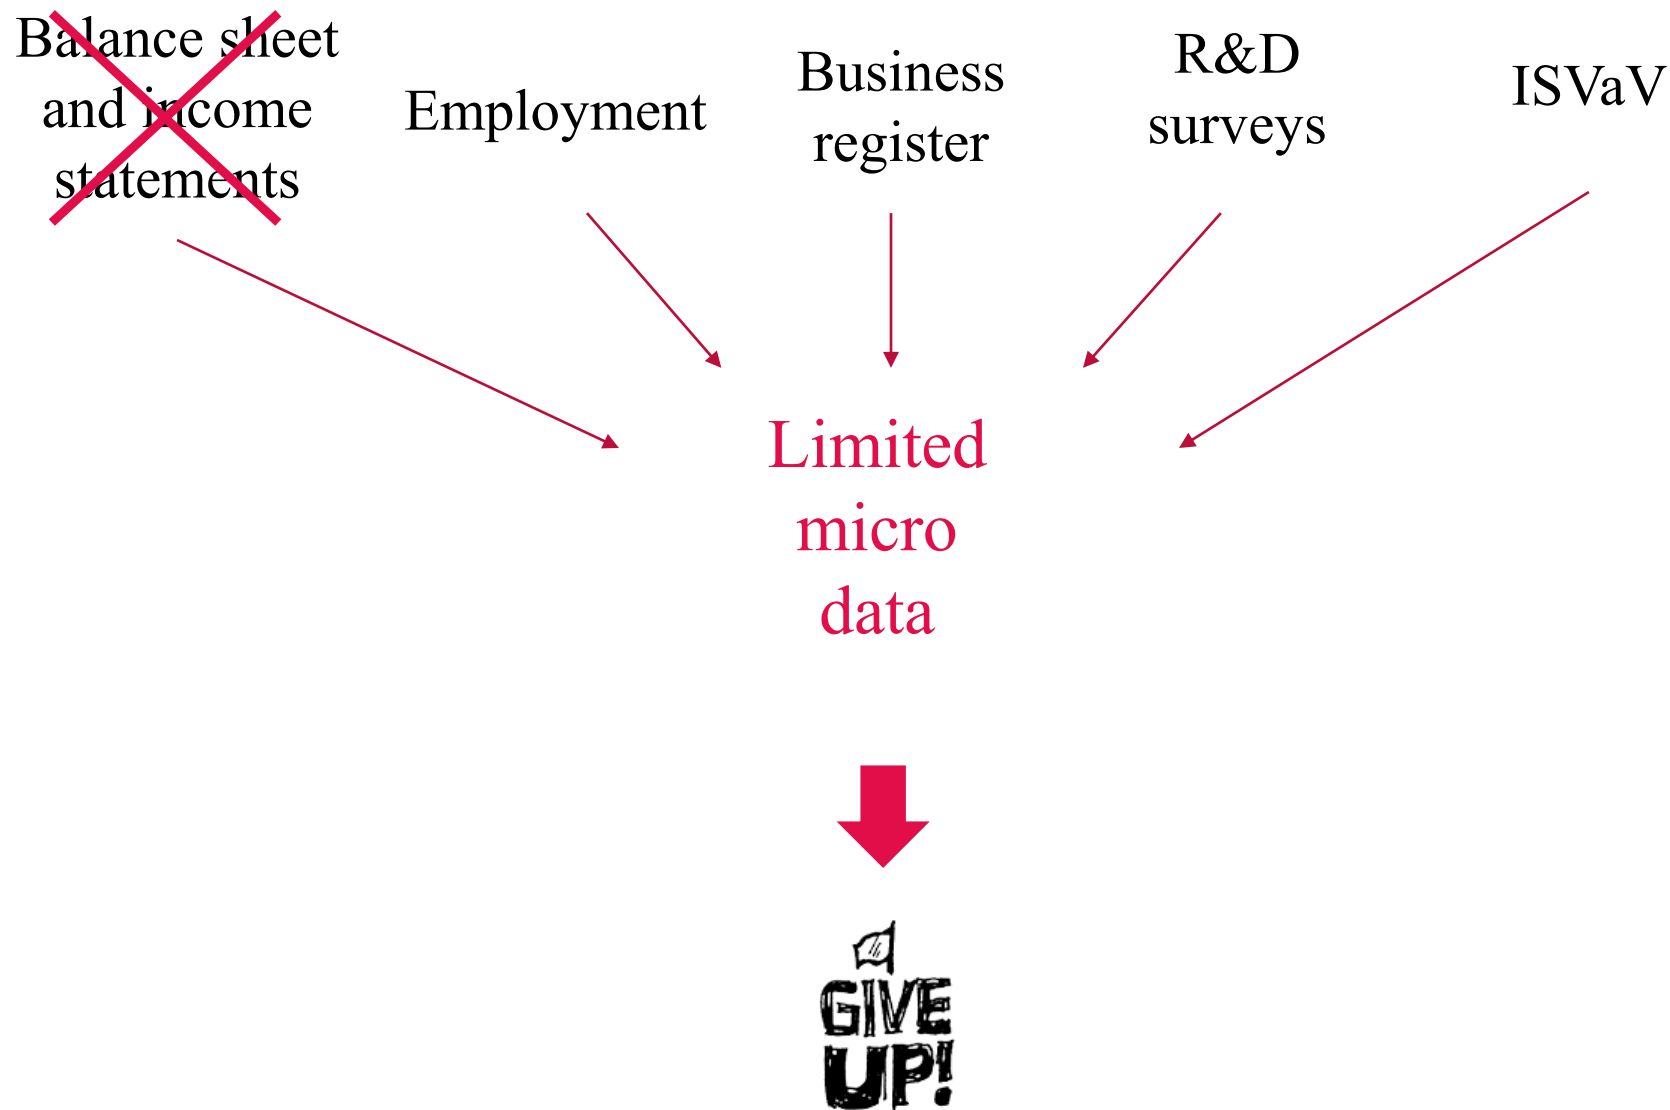 Balance sheet
and income
statements
Employment
Business
register
R&D
surveys
ISVaV
Limited
micro
data
GIVE
UP!